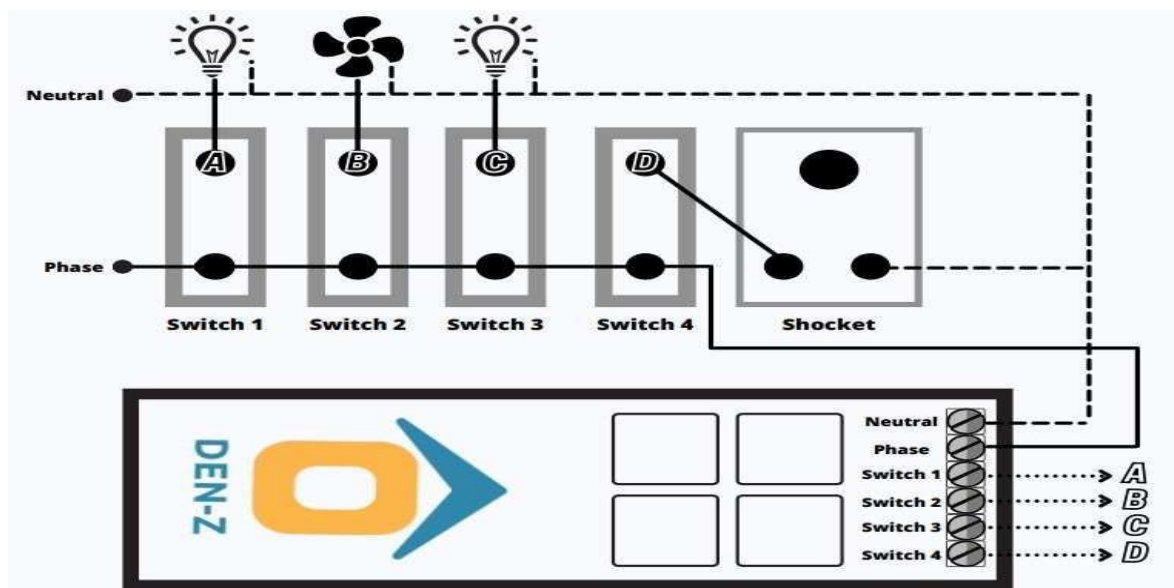 Neutral
A
B
C
D
Phase
Switch 1
Switch 2
Switch 3
Switch 4
Shocket
DEN-Z
Neutral
Phase
Switch 1
A
Switch 2
B
Switch 3
C
Switch 4
D